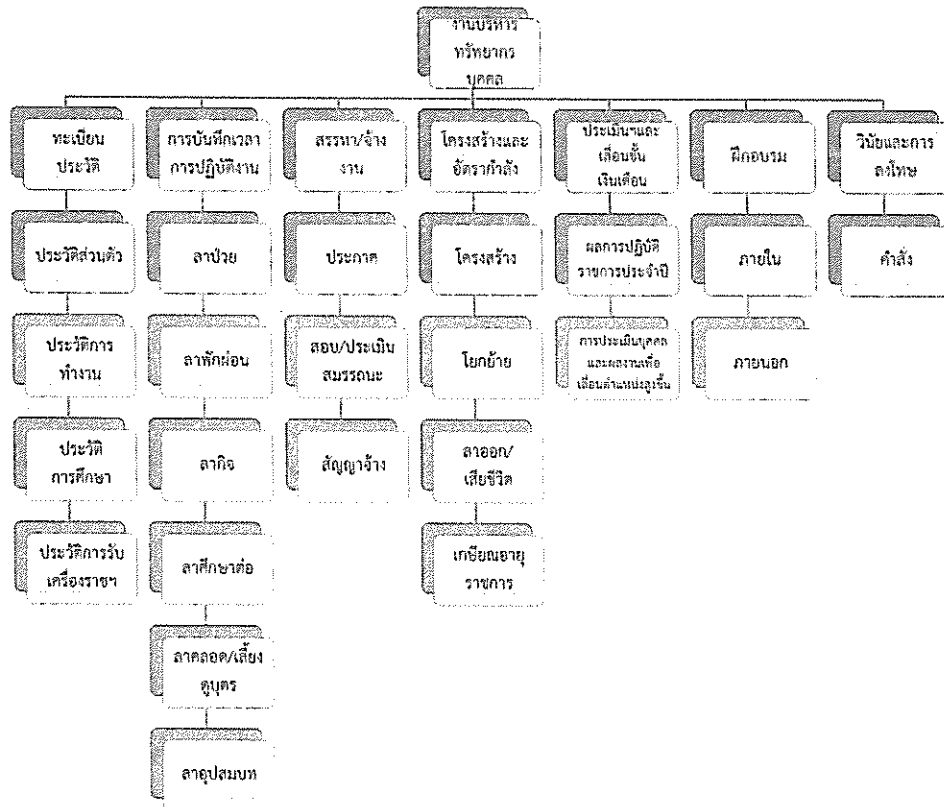 งานบริหาร
ทรัพยากร
บุคคล
ทะเบียน
ประวัติ
การบันทึกเวลา
การปฏิบัติงาน
สรรหา/จ้าง
งาน
โครงสร้างและ
อัตรากำลัง
ประเมินฯและ
เลื่อนขั้น
เงินเดือน
ฝึกอบรม
วินัยและการ
ลงโทษ
ประวัติส่วนตัว
ลาป่วย
ประกาศ
โครงสร้าง
ผลการปฏิบัติ
ราชการประจำปี
ภายใน
คำสั่ง
ประวัติการ
ทำงาน
ลาพักผ่อน
สอบ/ประเมิน
สมรรถนะ
โยกย้าย
การประเมินบุคคล
และผลงานเพื่อ
เลื่อนตำแหน่งสูงขึ้น
ภายนอก
ประวัติ
การศึกษา
ลากิจ
สัญญาจ้าง
ลาออก/
เสียชีวิต
ประวัติการรับ
เครื่องราชฯ
ลาศึกษาต่อ
เกษียณอายุ
ราชการ
ลาคลอด/เลี้ยง
ดูบุตร
ลาอุปสมบท